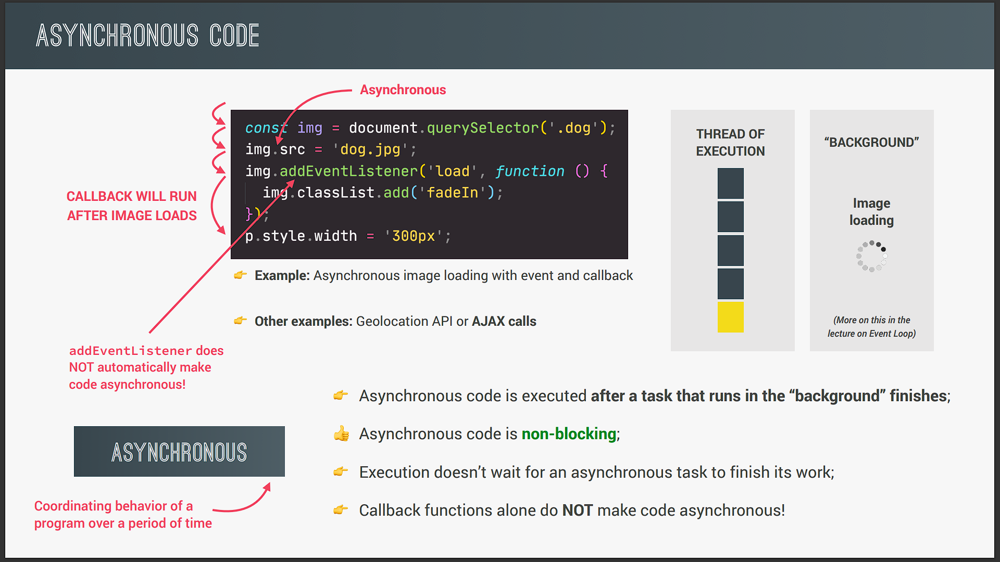 ASYNCHRONOUS CODE
Asynchronous
const img = document.querySelector('.dog');
img.src = 'dog.jpg';
img.addEventListener('load', function () {
  img.classList.add('fadeIn');
});
p.style.width = '300px';
CALLBACK WILL RUN
AFTER IMAGE LOADS
👉 Example: Asynchronous image loading with event and callback
👉 Other examples: Geolocation API or AJAX calls
addEventListener does
NOT automatically make
code asynchronous!
THREAD OF
EXECUTION
“BACKGROUND”
Image
loading
(More on this in the
lecture on Event Loop)
ASYNCHRONOUS
Coordinating behavior of a
program over a period of time
👉 Asynchronous code is executed after a task that runs in the “background” finishes;
👍 Asynchronous code is non-blocking;
👉 Execution doesn’t wait for an asynchronous task to finish its work;
👉 Callback functions alone do NOT make code asynchronous!